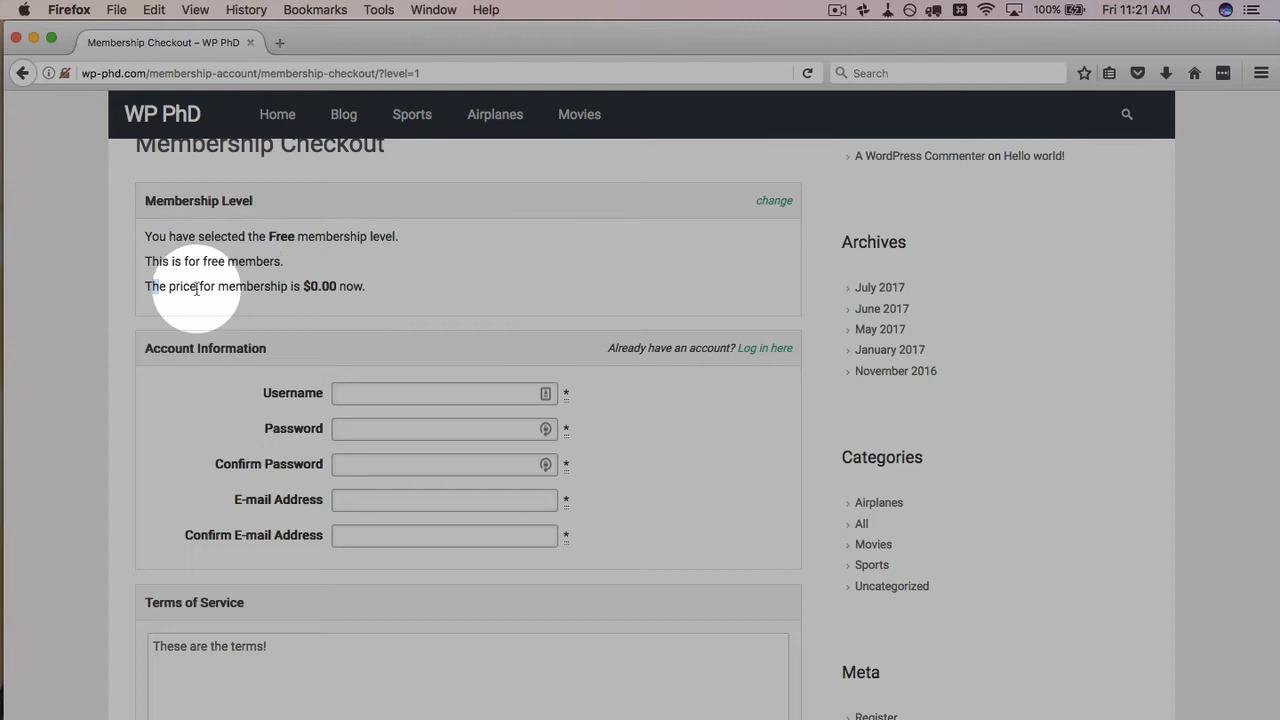 Firefox File Edit View History Bookmarks Tools Window Help 100% Fri 11:21 AM
Membership Checkout – WP PhD
wp-phd.com/membership-account/membership-checkout/?level=1
Search
WP PhD Home Blog Sports Airplanes Movies
Membership Checkout
Membership Level change
You have selected the Free membership level.
This is for free members.
The price for membership is $0.00 now.
Account Information Already have an account? Log in here
Username *
Password *
Confirm Password *
E-mail Address *
Confirm E-mail Address *
Terms of Service
These are the terms!
A WordPress Commenter on Hello world!
Archives
July 2017
June 2017
May 2017
January 2017
November 2016
Categories
Airplanes
All
Movies
Sports
Uncategorized
Meta
Register